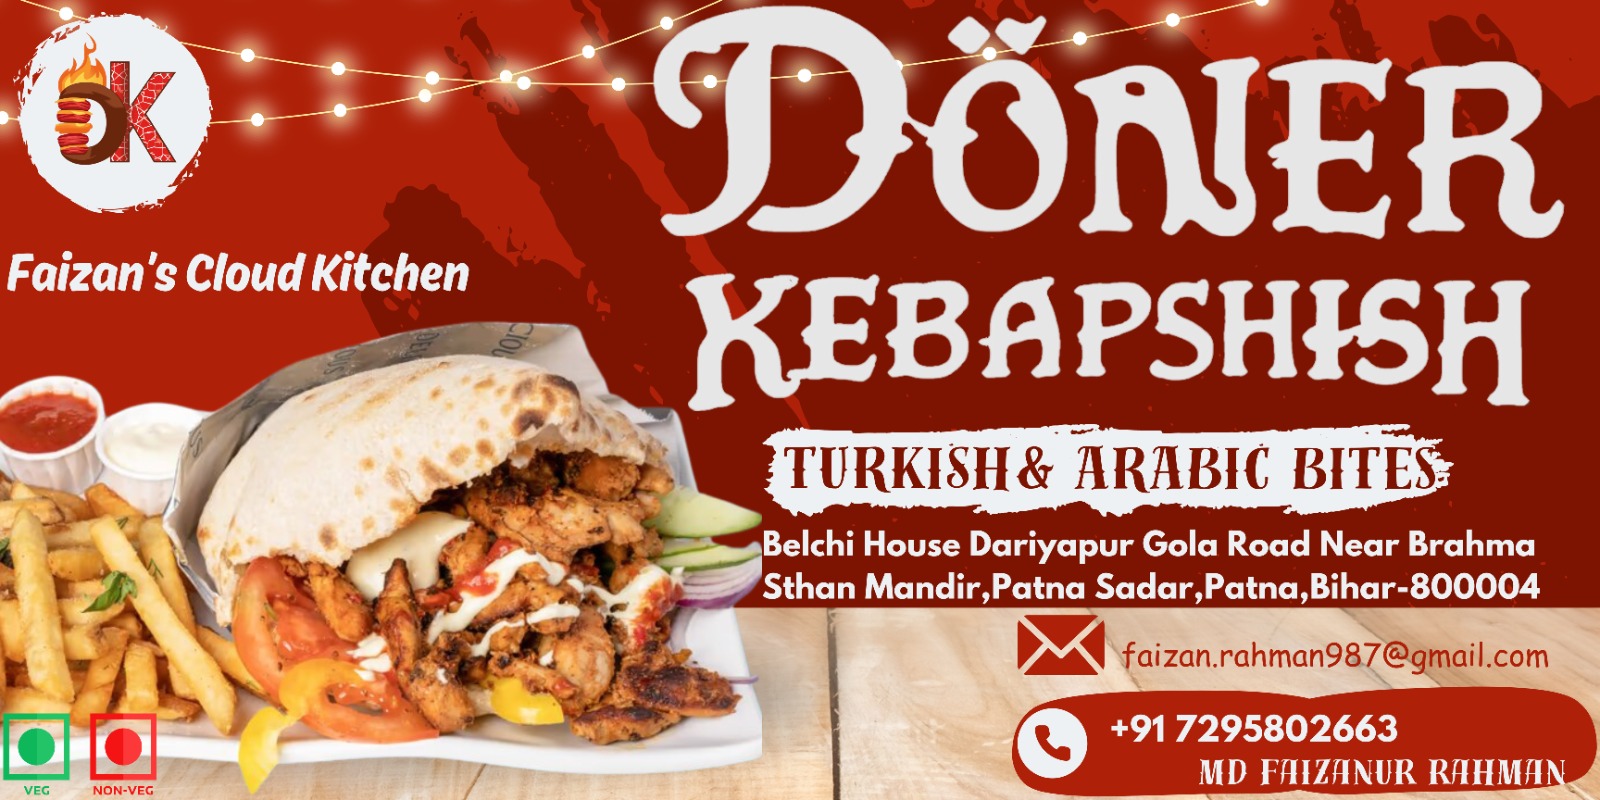 DK
Faizan's Cloud Kitchen
DÖNER
KEBAPSHISH
TURKISH & ARABIC BITES
Belchi House Dariyapur Gola Road Near Brahma
Sthan Mandir,Patna Sadar,Patna,Bihar-800004
faizan.rahman987@gmail.com
+91 7295802663
MD FAIZANUR RAHMAN
VEG
NON-VEG